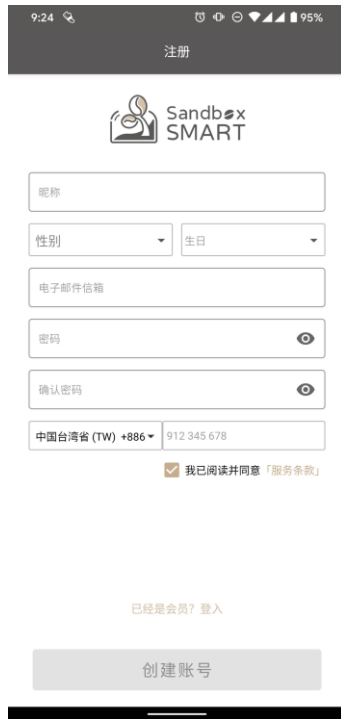 9:24 95%
注册
Sandbox
SMART
昵称
性别 生日
电子邮件信箱
密码
确认密码
中国台湾省 (TW) +886 912 345 678
我已阅读并同意「服务条款」
已经是会员？登入
创建账号